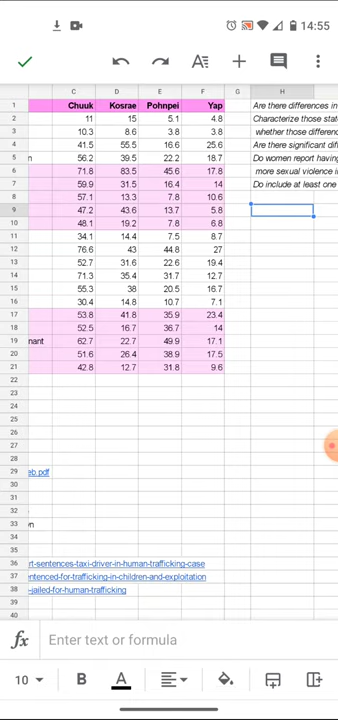 14:55
C D E F G H
1 Chuuk Kosrae Pohnpei Yap Are there differences in
2 11 15 5.1 4.8 Characterize those stat
3 10.3 8.6 3.8 3.8 whether those differenc
4 41.5 55.5 16.6 25.6 Are there significant dif
5 n 56.2 39.5 22.2 18.7 Do women report havin
6 71.8 83.5 45.6 17.8 more sexual violence i
7 59.9 31.5 16.4 14 Do include at least one
8 57.1 13.3 7.8 10.6
9 47.2 43.6 13.7 5.8
10 48.1 19.2 7.8 6.8
11 34.1 14.4 7.5 8.7
12 76.6 43 44.8 27
13 52.7 31.6 22.6 19.4
14 71.3 35.4 31.7 12.7
15 55.3 38 20.5 16.7
16 30.4 14.8 10.7 7.1
17 53.8 41.8 35.9 23.4
18 52.5 16.7 36.7 14
19 nant 62.7 22.7 49.9 17.1
20 51.6 26.4 38.9 17.5
21 42.8 12.7 31.8 9.6
22
23
24
25
26
27
28
29 eb.pdf
30
31
32
33 wn
34
35
36 rt-sentences-taxi-driver-in-human-trafficking-case
37 entenced-for-trafficking-in-children-and-exploitation
38 -jailed-for-human-trafficking
39
40
fx Enter text or formula
10 B A